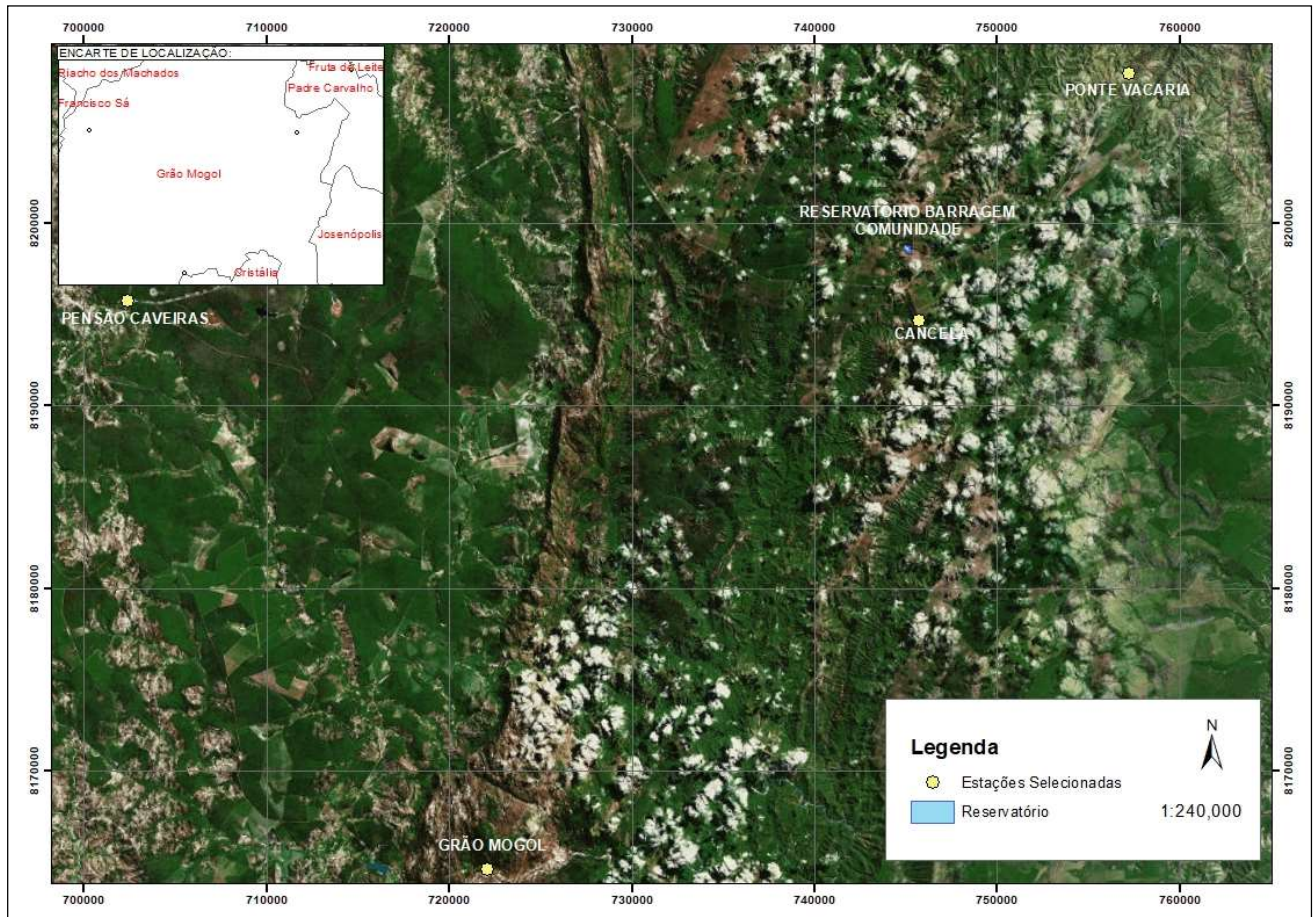 700000 710000 720000 730000 740000 750000 760000
ENCARTE DE LOCALIZAÇÃO:
Riacho dos Machados
Fruta de Leite
Padre Carvalho
Francisco Sá
Grão Mogol
Josenópolis
Cristália
PONTE VACARIA
RESERVATÓRIO BARRAGEM
COMUNIDADE
8200000 8200000
PENSÃO CAVEIRAS
CANCELA
8190000 8190000
8180000 8180000
8170000 8170000
Legenda
N
Estações Selecionadas
Reservatório
1:240,000
GRÃO MOGOL
700000 710000 720000 730000 740000 750000 760000